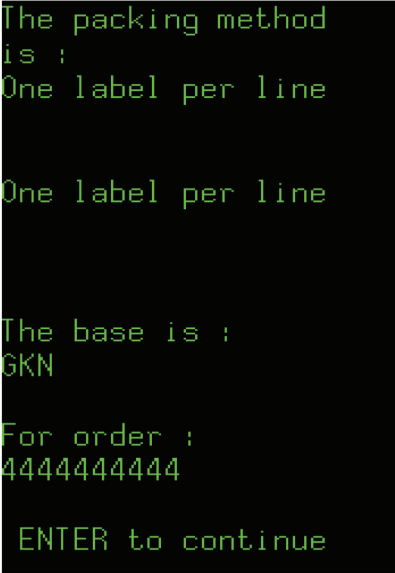 The packing method
is :
One label per line
One label per line
The base is :
GKN
For order :
4444444444
ENTER to continue